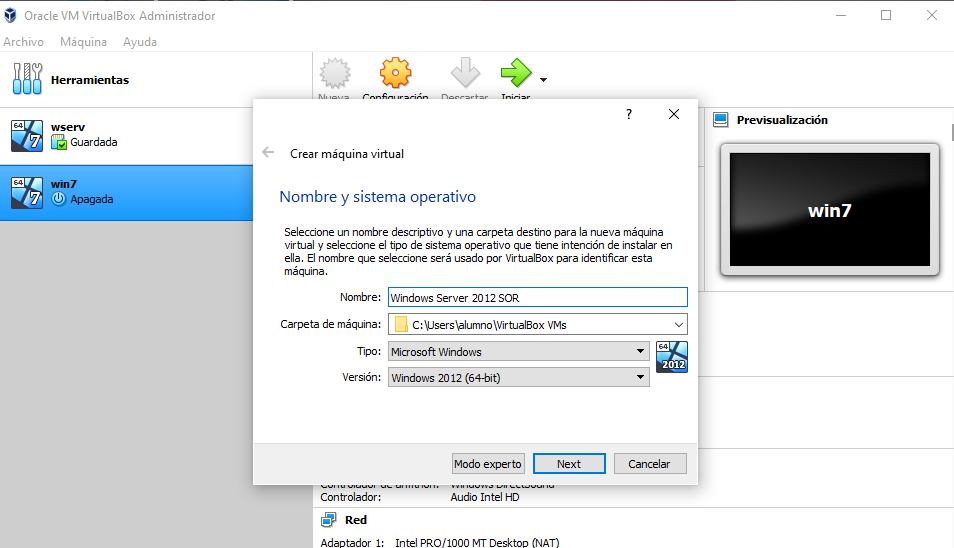 Oracle VM VirtualBox Administrador
Archivo Máquina Ayuda
Herramientas
Nueva Configuración Descartar Iniciar
64
7
wserv
Guardada
64
7
win7
Apagada
Previsualización
win7
?
Crear máquina virtual
Nombre y sistema operativo
Seleccione un nombre descriptivo y una carpeta destino para la nueva máquina
virtual y seleccione el tipo de sistema operativo que tiene intención de instalar en
ella. El nombre que seleccione será usado por VirtualBox para identificar esta
máquina.
Nombre: Windows Server 2012 SOR
Carpeta de máquina: C:\Users\alumno\VirtualBox VMs
Tipo: Microsoft Windows
64
2012
Versión: Windows 2012 (64-bit)
Modo experto Next Cancelar
Controlador de anfitrión: Windows DirectSound
Controlador: Audio Intel HD
Red
Adaptador 1: Intel PRO/1000 MT Desktop (NAT)